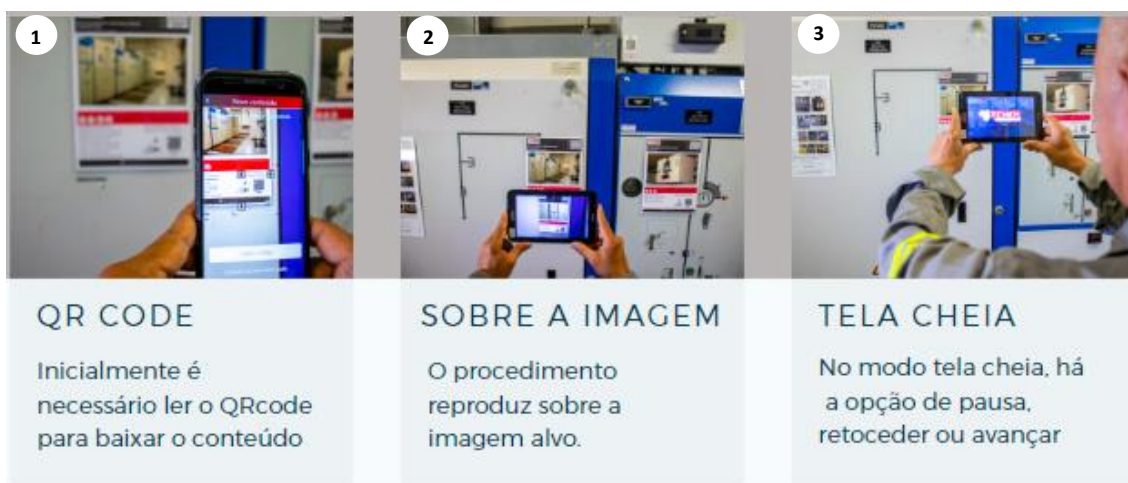 1
QR CODE
Inicialmente é
necessário ler o QRcode
para baixar o conteúdo
2
SOBRE A IMAGEM
O procedimento
reproduz sobre a
imagem alvo.
3
TELA CHEIA
No modo tela cheia, há
a opção de pausa,
retoceder ou avançar